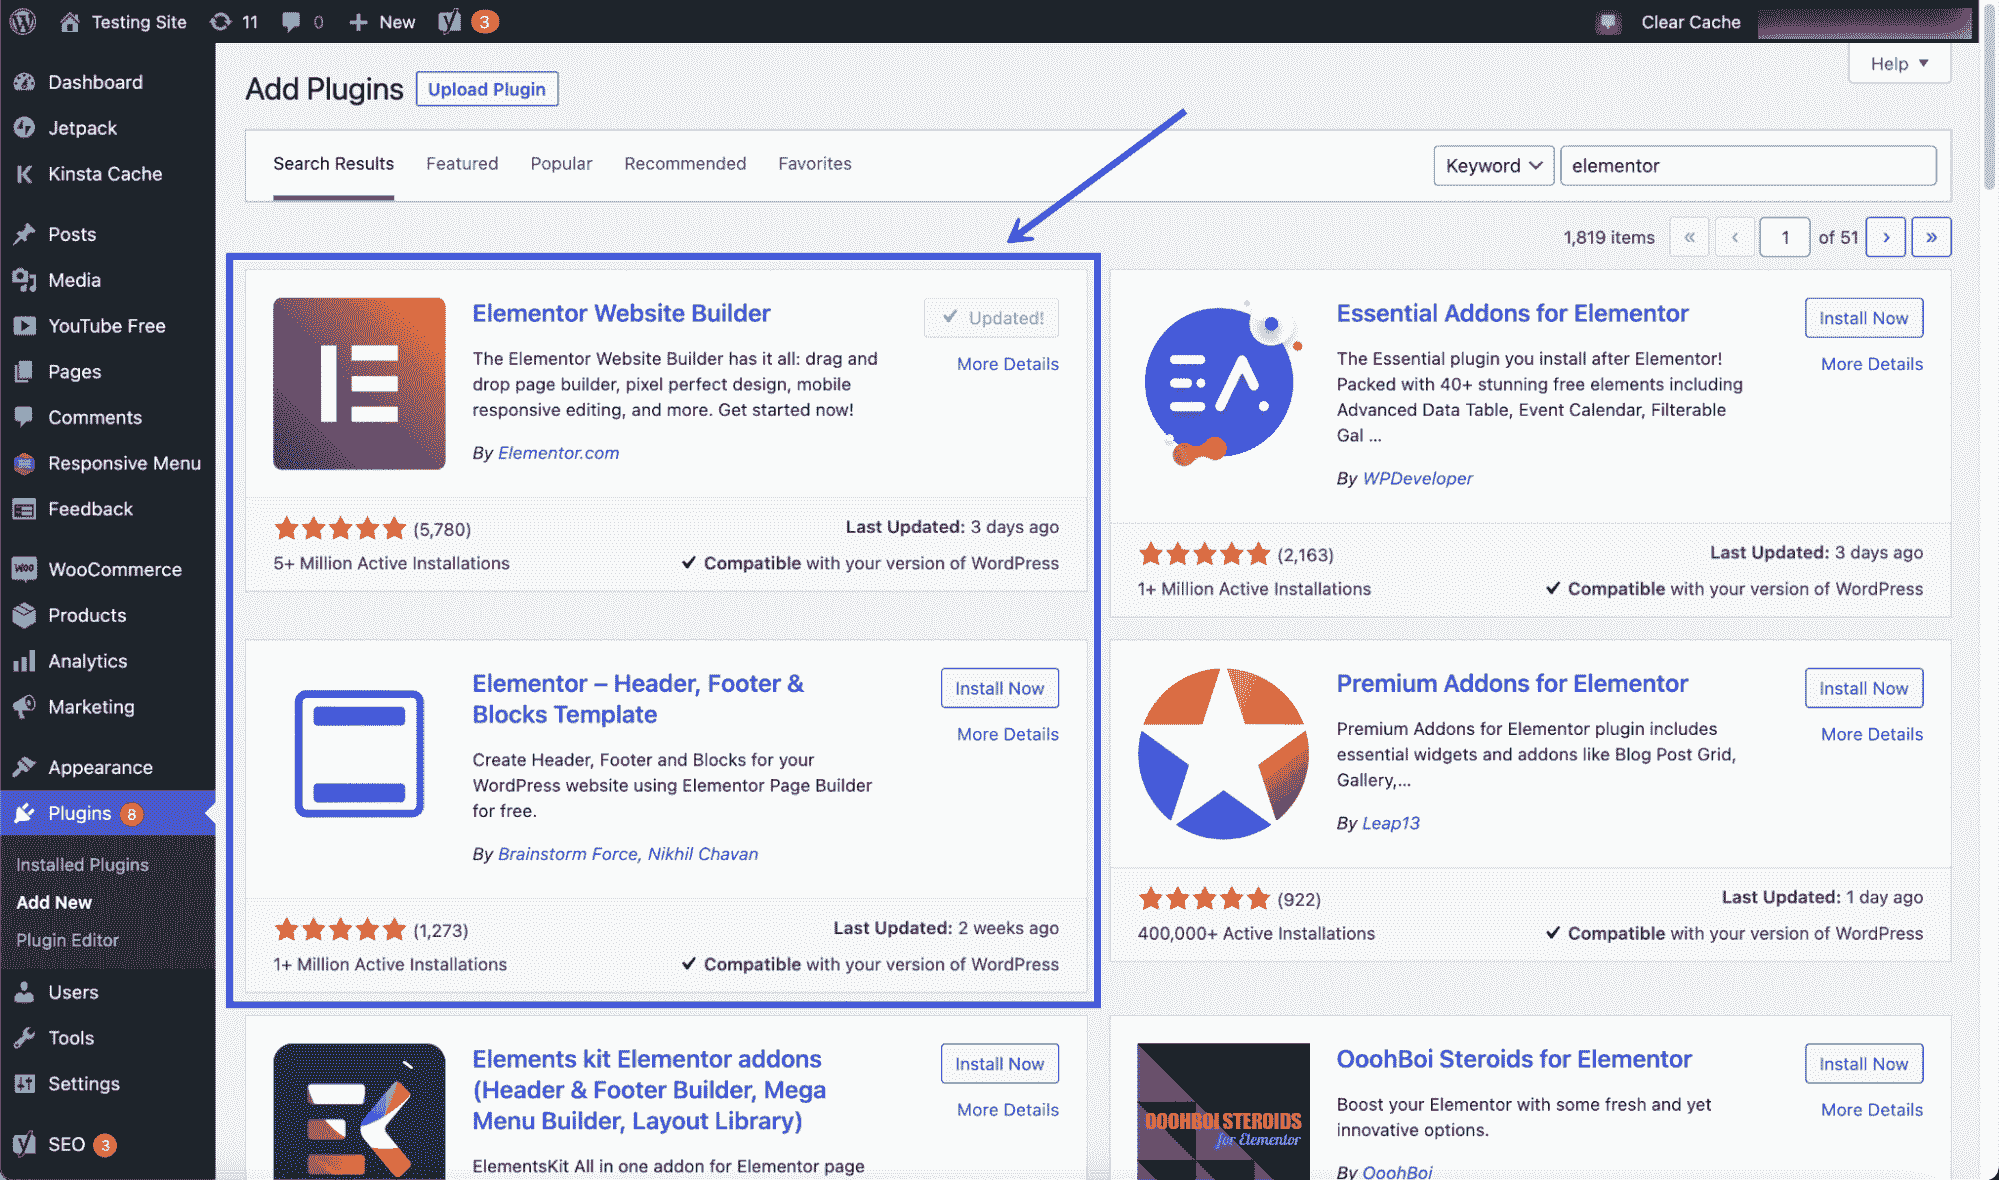 Testing Site 11 0 New 3 Clear Cache
Dashboard
Jetpack
Kinsta Cache
Posts
Media
YouTube Free
Pages
Comments
Responsive Menu
Feedback
WooCommerce
WOO
Products
Analytics
Marketing
Appearance
Plugins 8
Installed Plugins
Add New
Plugin Editor
Users
Tools
Settings
SEO 3
Help
Add Plugins Upload Plugin
Search Results Featured Popular Recommended Favorites Keyword elementor
1,819 items « ‹ 1 of 51 › »
Elementor Website Builder
Updated!
More Details
The Elementor Website Builder has it all: drag and
drop page builder, pixel perfect design, mobile
responsive editing, and more. Get started now!
By Elementor.com
(5,780)
Last Updated: 3 days ago
5+ Million Active Installations
Compatible with your version of WordPress
Essential Addons for Elementor
Install Now
More Details
The Essential plugin you install after Elementor!
Packed with 40+ stunning free elements including
Advanced Data Table, Event Calendar, Filterable
Gal ...
By WPDeveloper
(2,163)
Last Updated: 3 days ago
1+ Million Active Installations
Compatible with your version of WordPress
Elementor – Header, Footer &
Blocks Template
Install Now
More Details
Create Header, Footer and Blocks for your
WordPress website using Elementor Page Builder
for free.
By Brainstorm Force, Nikhil Chavan
(1,273)
Last Updated: 2 weeks ago
1+ Million Active Installations
Compatible with your version of WordPress
Premium Addons for Elementor
Install Now
More Details
Premium Addons for Elementor plugin includes
essential widgets and addons like Blog Post Grid,
Gallery,...
By Leap13
(922)
Last Updated: 1 day ago
400,000+ Active Installations
Compatible with your version of WordPress
Elements kit Elementor addons
(Header & Footer Builder, Mega
Menu Builder, Layout Library)
Install Now
More Details
ElementsKit All in one addon for Elementor page
OOOHBOI STEROIDS
for Elementor
OoohBoi Steroids for Elementor
Install Now
More Details
Boost your Elementor with some fresh and yet
innovative options.
By OoohBoi